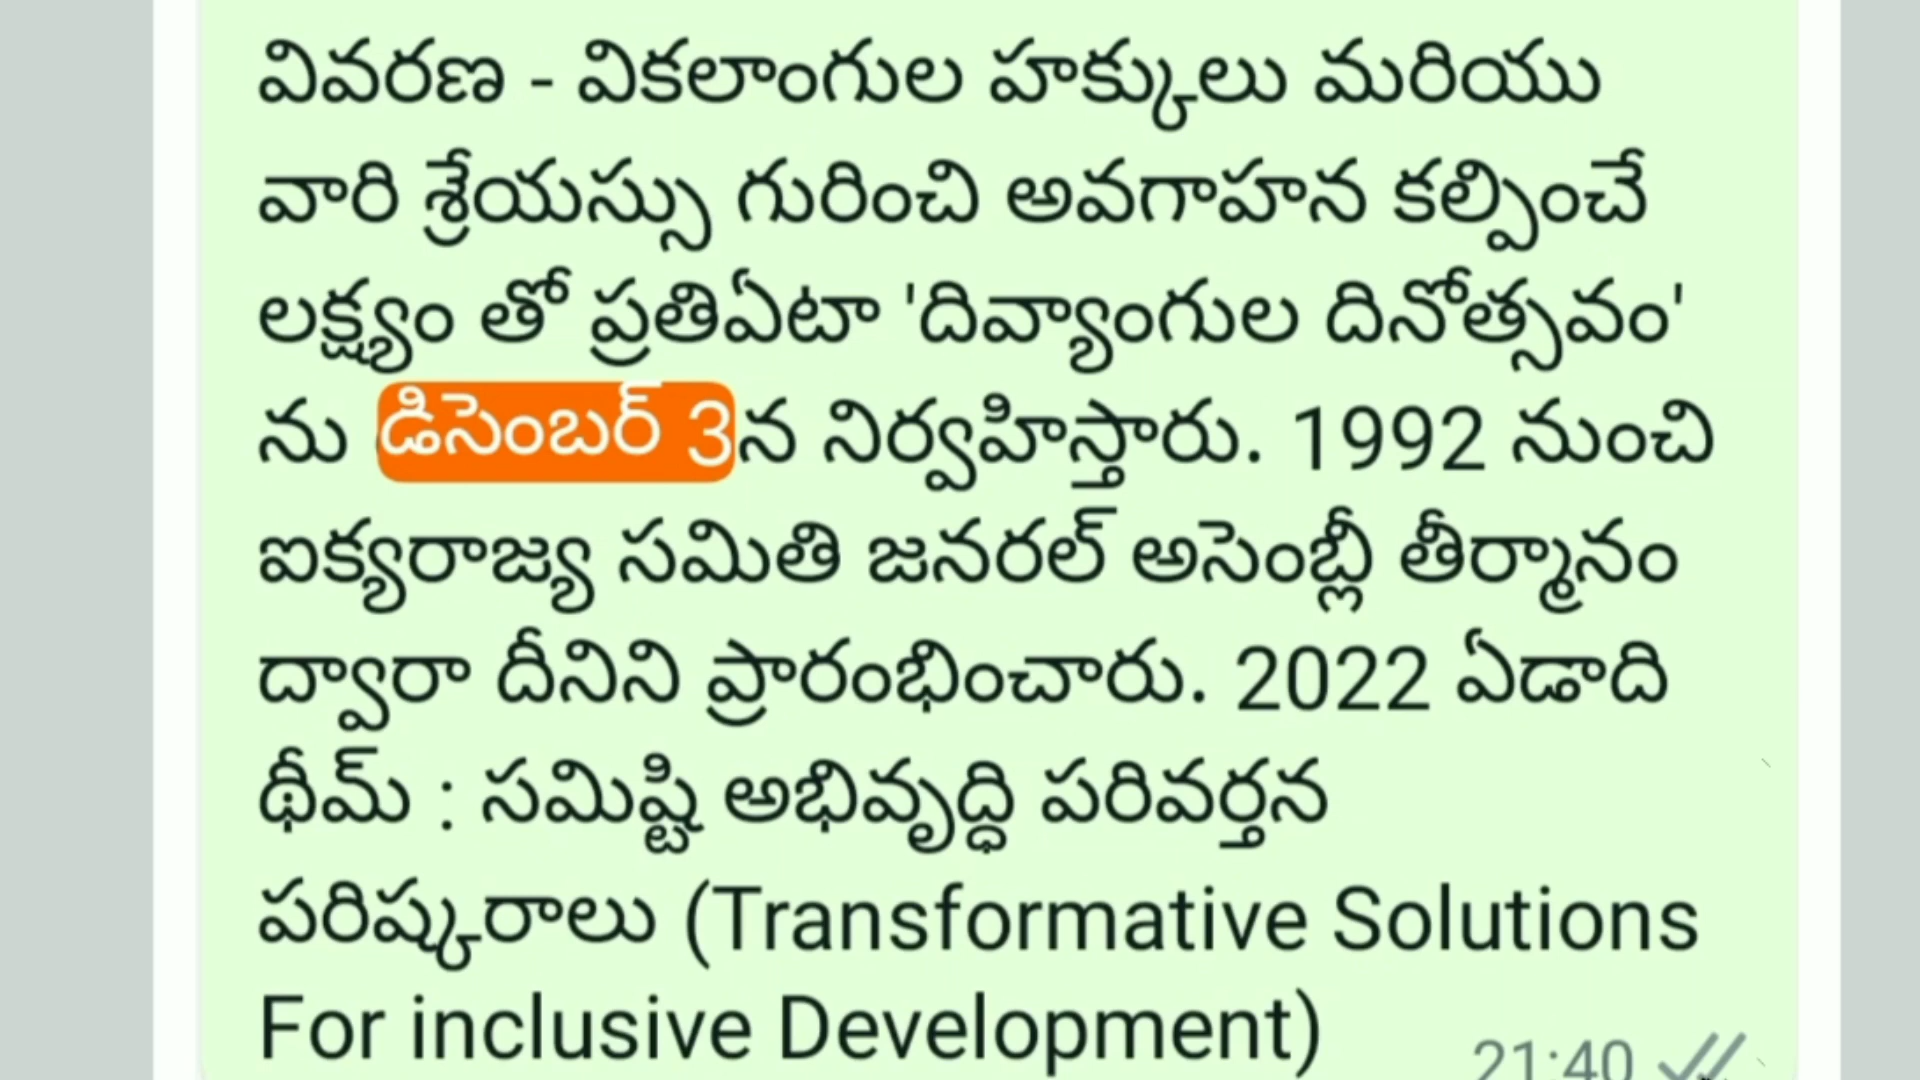 వివరణ - వికలాంగుల హక్కులు మరియు
వారి శ్రేయస్సు గురించి అవగాహన కల్పించే
లక్ష్యం తో ప్రతిఏటా 'దివ్యాంగుల దినోత్సవం'
ను డిసెంబర్ 3న నిర్వహిస్తారు. 1992 నుంచి
ఐక్యరాజ్య సమితి జనరల్ అసెంబ్లీ తీర్మానం
ద్వారా దీనిని ప్రారంభించారు. 2022 ఏడాది
థీమ్ : సమిష్టి అభివృద్ధి పరివర్తన
పరిష్కరాలు (Transformative Solutions
For inclusive Development)
21:40